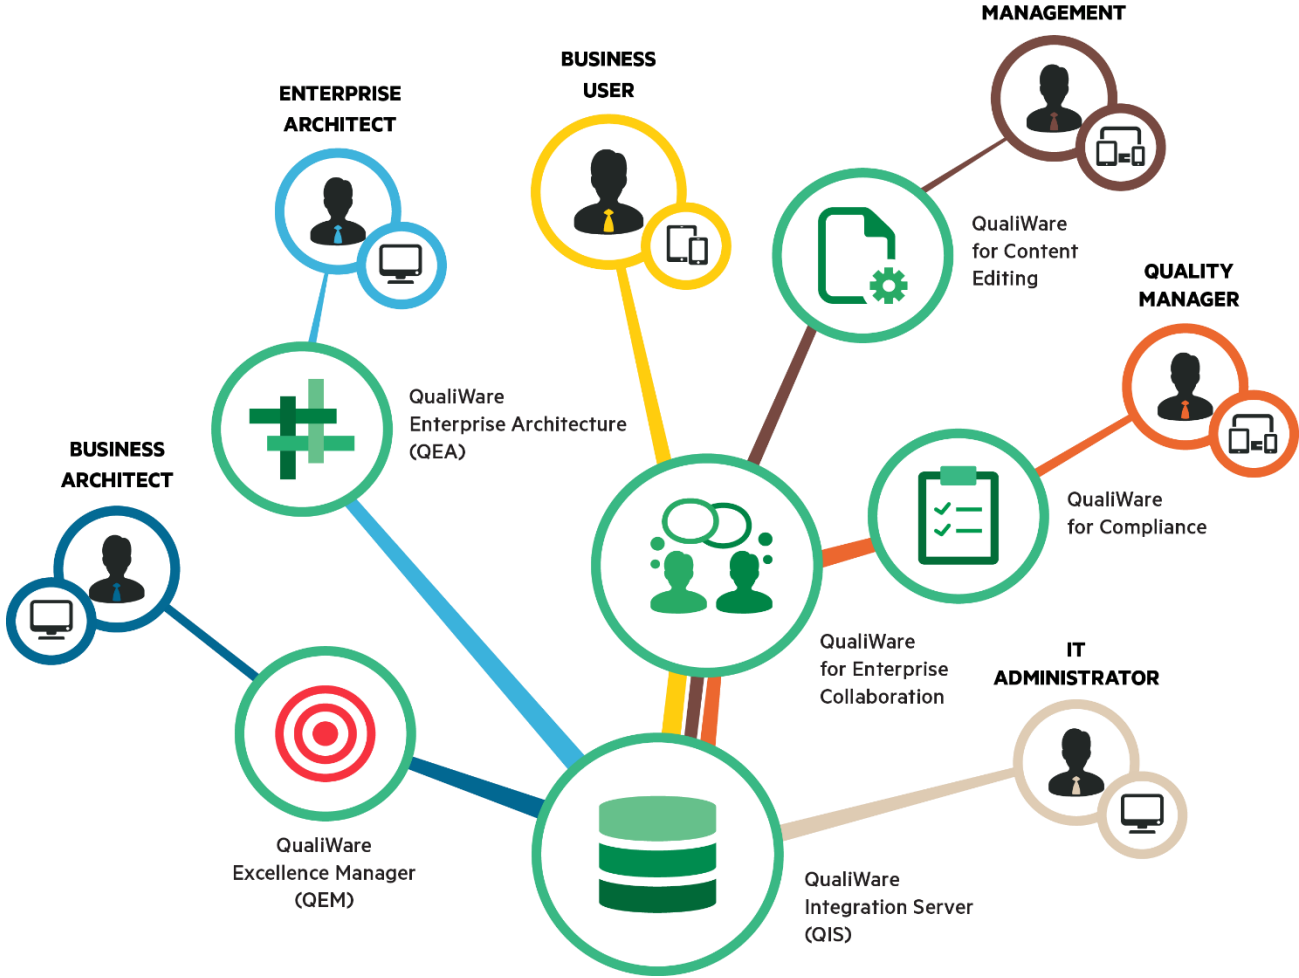 MANAGEMENT
BUSINESS
USER
ENTERPRISE
ARCHITECT
QualiWare
for Content
Editing
QUALITY
MANAGER
QualiWare
Enterprise Architecture
(QEA)
BUSINESS
ARCHITECT
QualiWare
for Compliance
QualiWare
for Enterprise
Collaboration
IT
ADMINISTRATOR
QualiWare
Excellence Manager
(QEM)
QualiWare
Integration Server
(QIS)